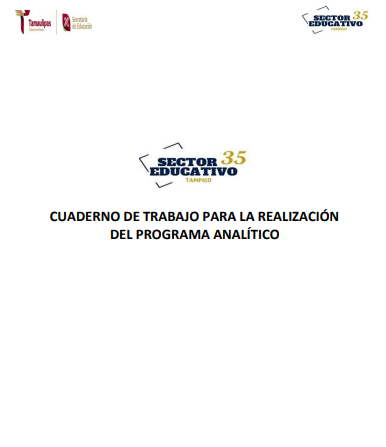 Tamaulipas
Secretaría
de Educación
SECTOR 35
EDUCATIVO
TAMPICO
SECTOR 35
EDUCATIVO
TAMPICO
CUADERNO DE TRABAJO PARA LA REALIZACIÓN
DEL PROGRAMA ANALÍTICO